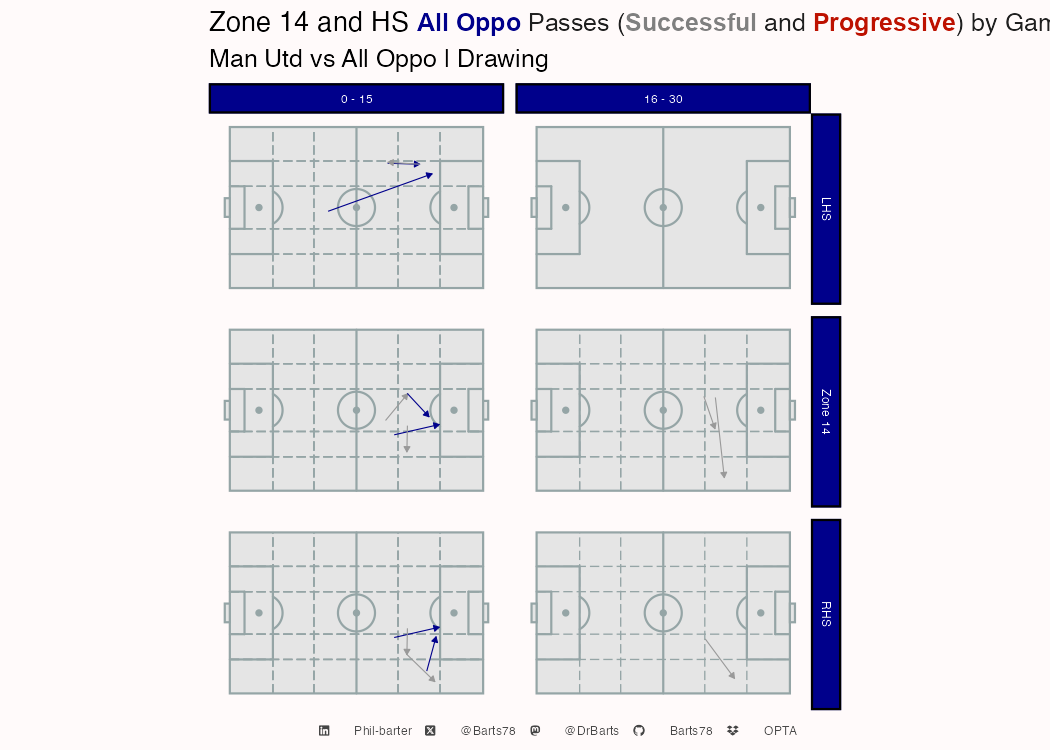 Zone 14 and HS All Oppo Passes (Successful and Progressive) by Gam
Man Utd vs All Oppo | Drawing
0 - 15
16 - 30
LHS
Zone 14
RHS
Phil-barter @Barts78 @DrBarts Barts78 OPTA